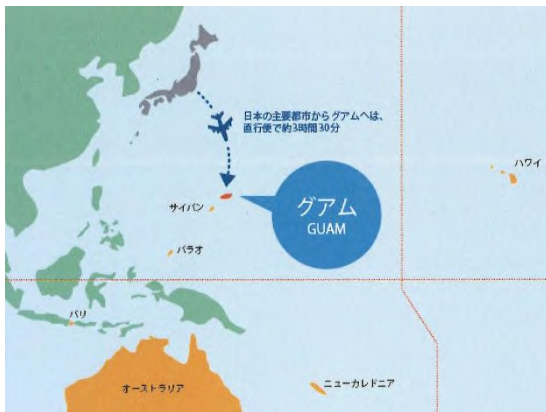 日本の主要都市からグアムへは、
直行便で約3時間30分
ハワイ
サイパン
グアム
GUAM
パラオ
バリ
オーストラリア
ニューカレドニア